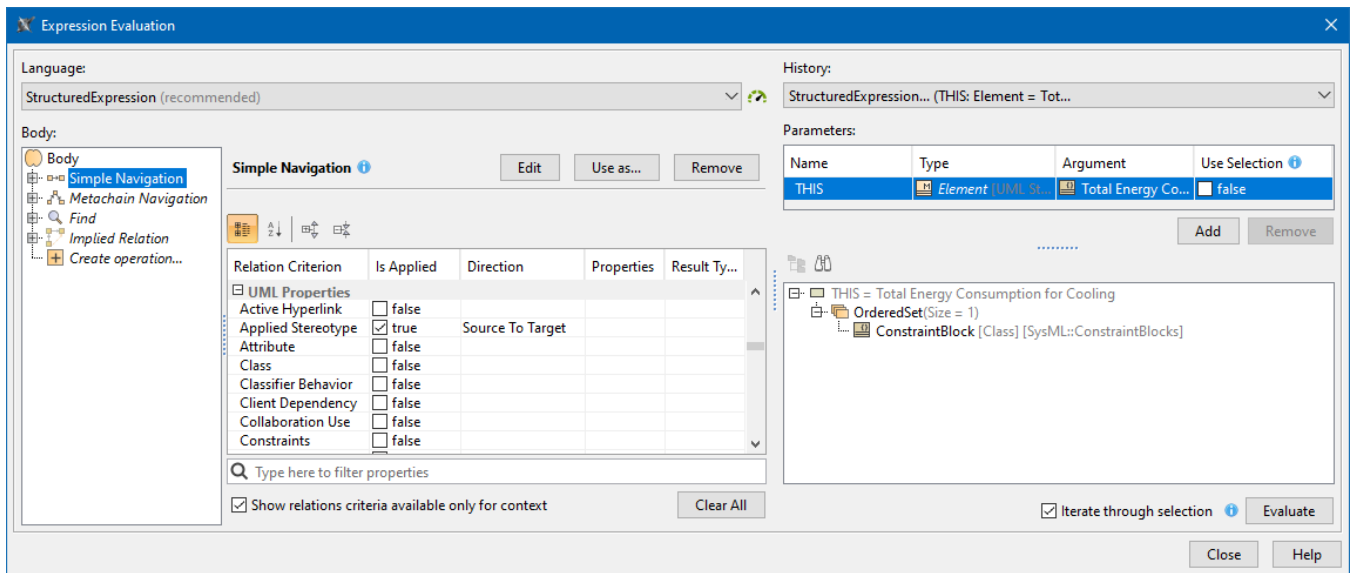 Expression Evaluation
Language:
StructuredExpression (recommended)
Body:
Body
Simple Navigation
Metachain Navigation
Find
Implied Relation
Create operation...
Simple Navigation
Edit
Use as...
Remove
Relation Criterion Is Applied Direction Properties Result Ty...
UML Properties
Active Hyperlink false
Applied Stereotype true Source To Target
Attribute false
Class false
Classifier Behavior false
Client Dependency false
Collaboration Use false
Constraints false
Type here to filter properties
Show relations criteria available only for context
Clear All
History:
StructuredExpression... (THIS: Element = Tot...
Parameters:
Name Type Argument Use Selection
THIS Element [UML St... Total Energy Co... false
Add
Remove
THIS = Total Energy Consumption for Cooling
OrderedSet(Size = 1)
ConstraintBlock [Class] [SysML::ConstraintBlocks]
Iterate through selection
Evaluate
Close
Help